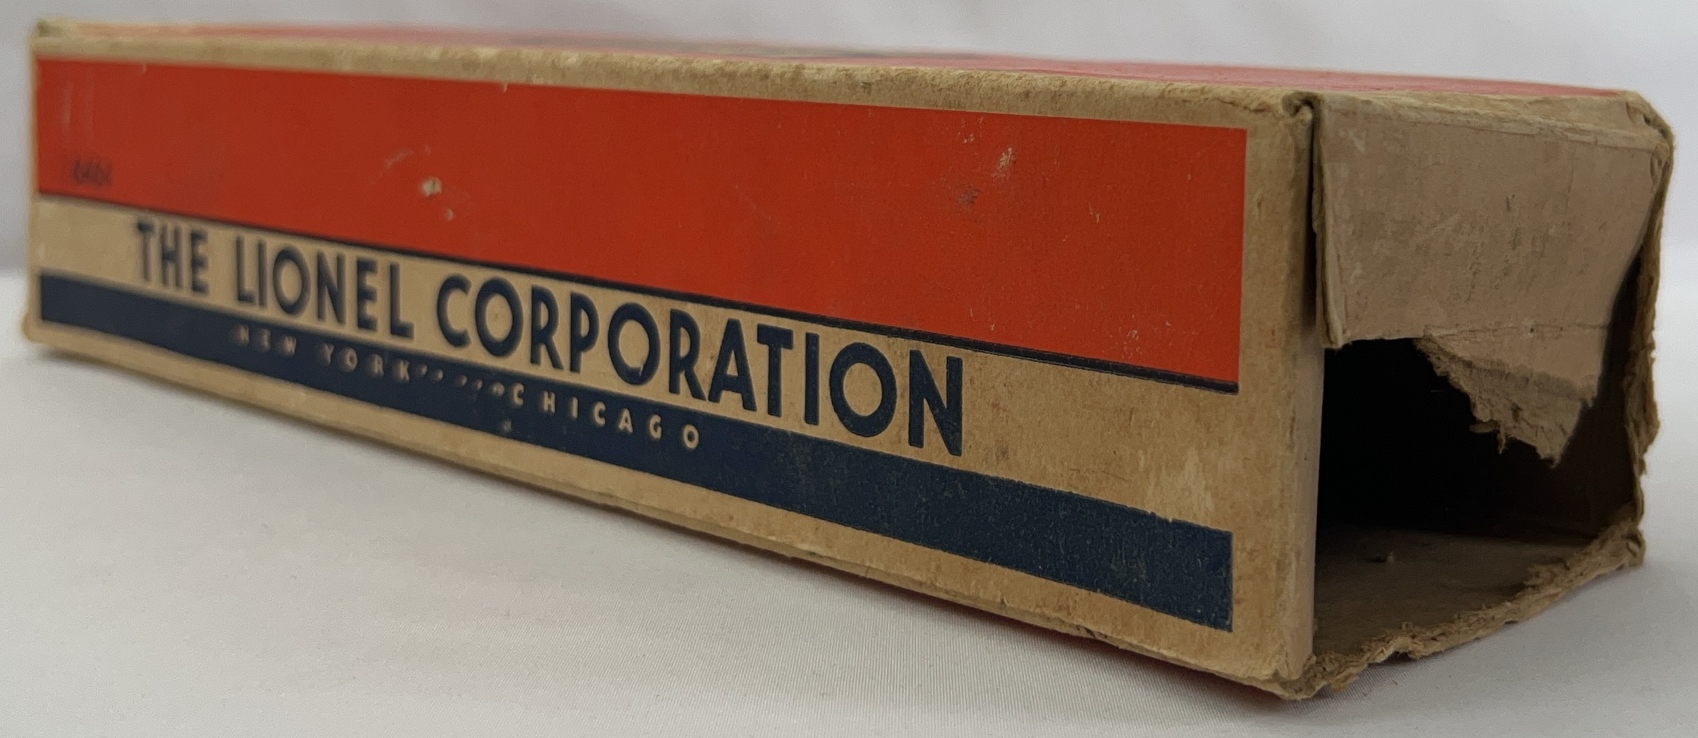 THE LIONEL CORPORATION
NEW YORK CHICAGO